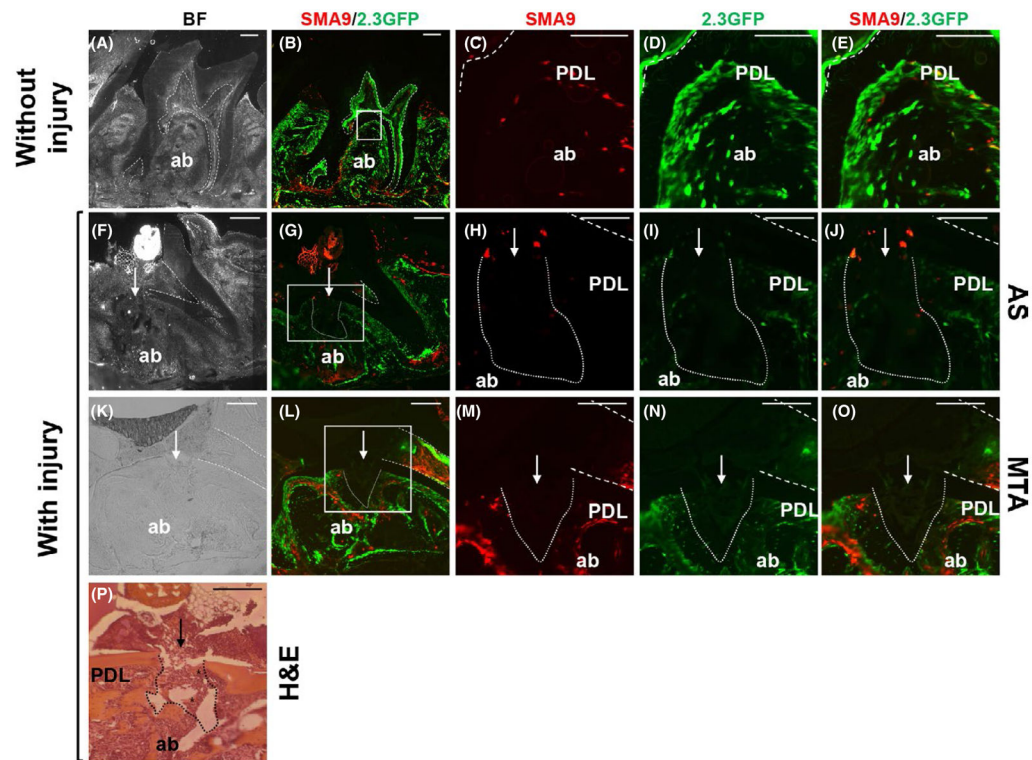 BF SMA9/2.3GFP SMA9 2.3GFP SMA9/2.3GFP
Without
injury
(A) (B) (C) (D) (E)
PDL PDL PDL
ab ab ab ab ab
With injury
(F) (G) (H) (I) (J)
PDL PDL PDL
ab ab ab ab ab
AS
(K) (L) (M) (N) (O)
PDL PDL PDL
ab ab ab ab ab
MTA
(P)
PDL
ab
H&E